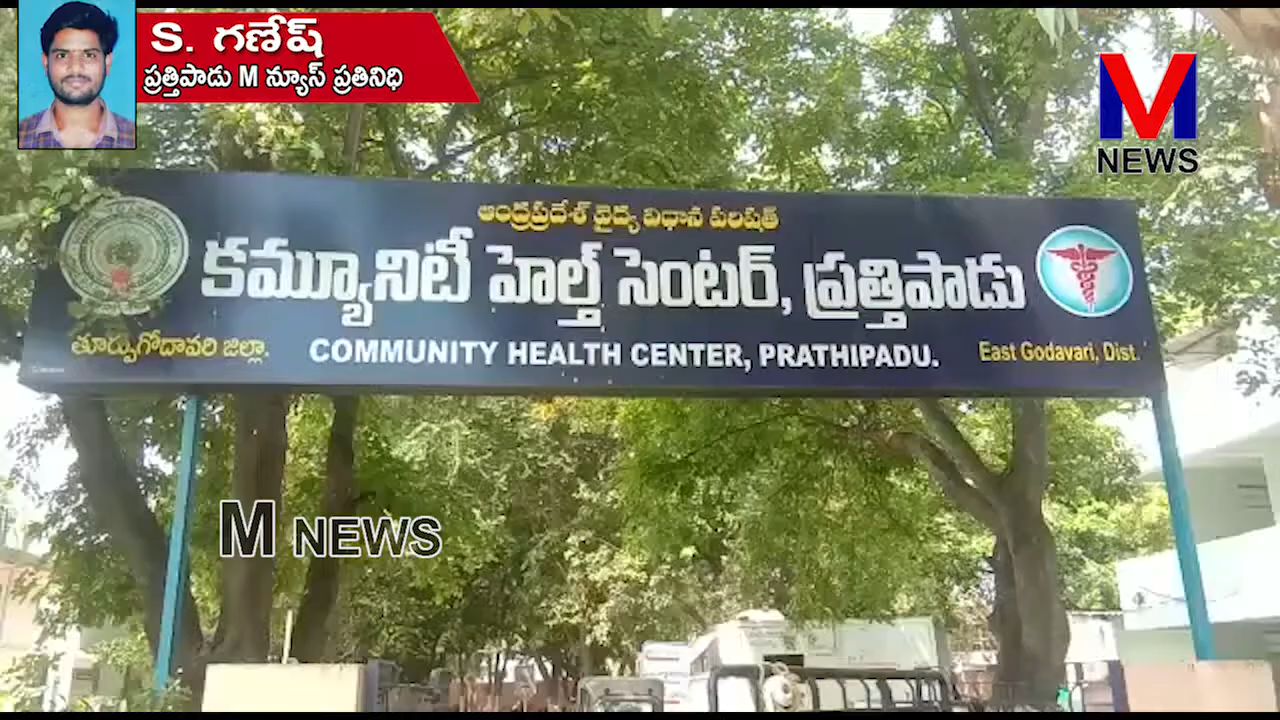 S. గణేష్
ప్రత్తిపాడు M న్యూస్ ప్రతినిధి
M
NEWS
ఆంధ్రప్రదేశ్ వైద్య విధాన పరిషత్
కమ్యూనిటీ హెల్త్ సెంటర్, ప్రత్తిపాడు
తూర్పుగోదావరి జిల్లా.
COMMUNITY HEALTH CENTER, PRATHIPADU.
East Godavari, Dist.
M NEWS